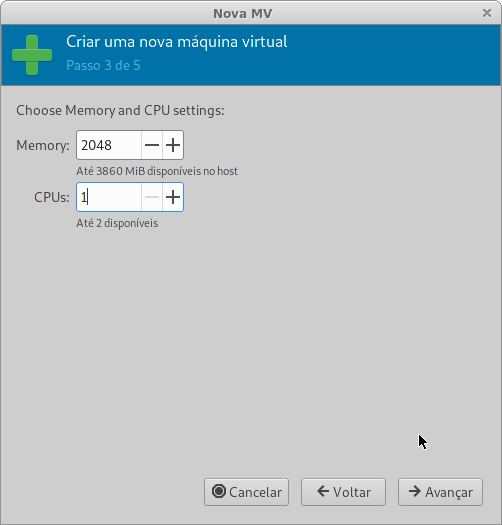 Nova MV
Criar uma nova máquina virtual
Passo 3 de 5
Choose Memory and CPU settings:
Memory: 2048
Até 3860 MiB disponíveis no host
CPUs: 1
Até 2 disponíveis
Cancelar Voltar Avançar